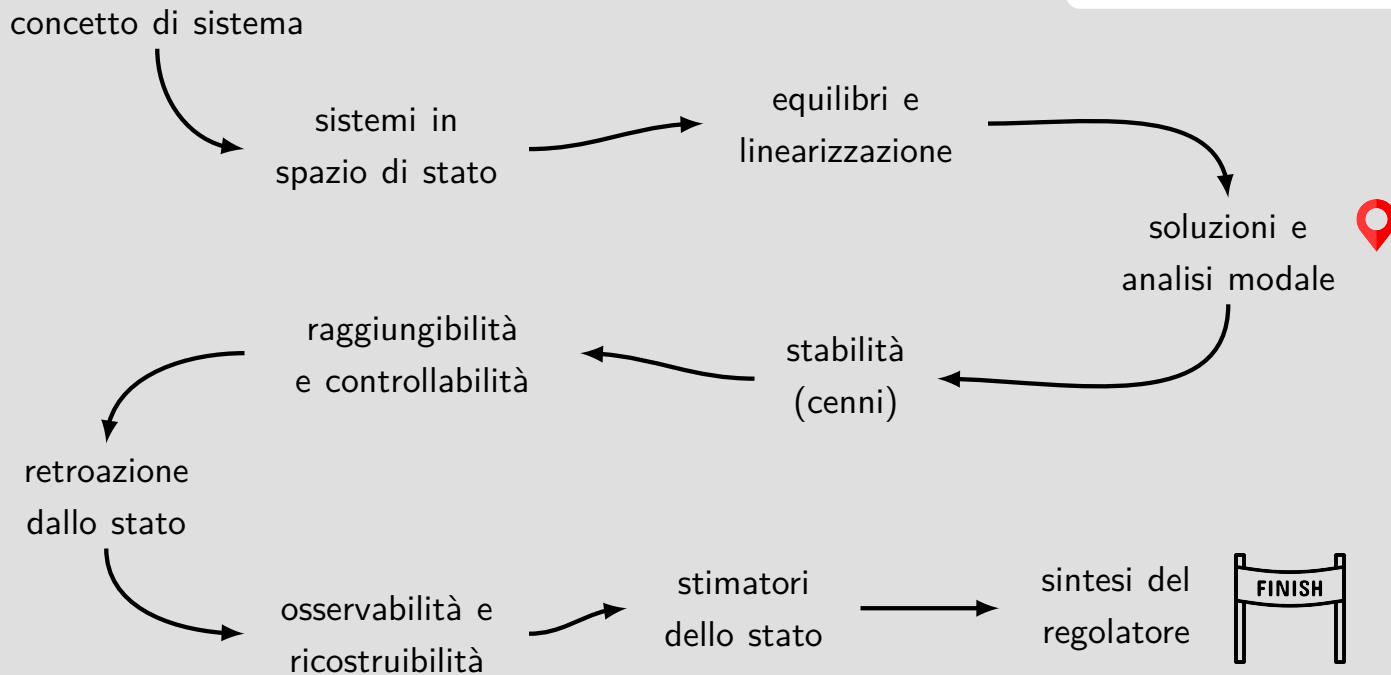 concetto di sistema
sistemi in
spazio di stato
equilibri e
linearizzazione
soluzioni e
analisi modale
stabilità
(cenni)
raggiungibilità
e controllabilità
retroazione
dallo stato
osservabilità e
ricostruibilità
stimatori
dello stato
sintesi del
regolatore
FINISH